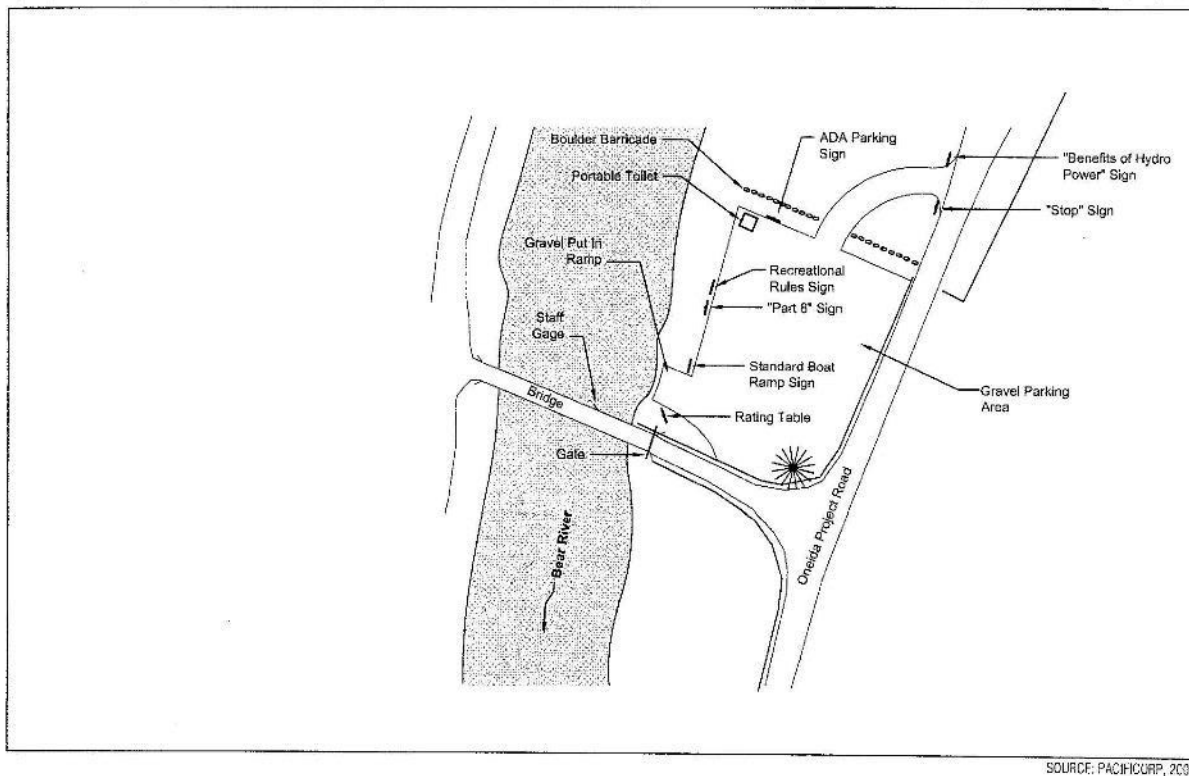 Boulder Barricade
ADA Parking
Sign
"Benefits of Hydro
Power" Sign
Portable Toilet
"Stop" Sign
Gravel Put In
Ramp
Recreational
Rules Sign
"Part 8" Sign
Staff
Gage
Standard Boat
Ramp Sign
Gravel Parking
Area
Bridge
Rating Table
Gate
Oneida Project Road
Bear River
SOURCE: PACIFICORP,